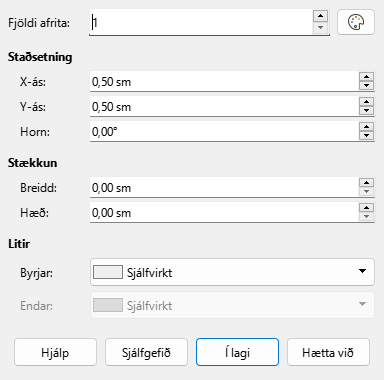 Fjöldi afrita: 1
Staðsetning
X-ás: 0,50 sm
Y-ás: 0,50 sm
Horn: 0,00°
Stækkun
Breidd: 0,00 sm
Hæð: 0,00 sm
Litir
Byrjar: Sjálfvirkt
Endar: Sjálfvirkt
Hjálp Sjálfgefið Í lagi Hætta við